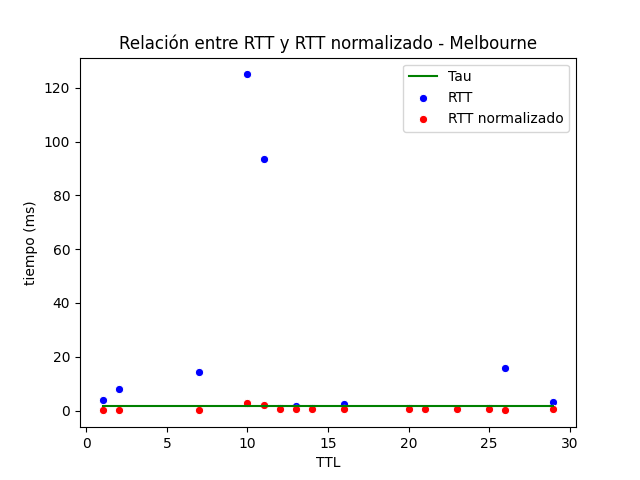 Relación entre RTT y RTT normalizado - Melbourne
Tau
RTT
RTT normalizado
tiempo (ms)
120
100
80
60
40
20
0
0 5 10 15 20 25 30
TTL